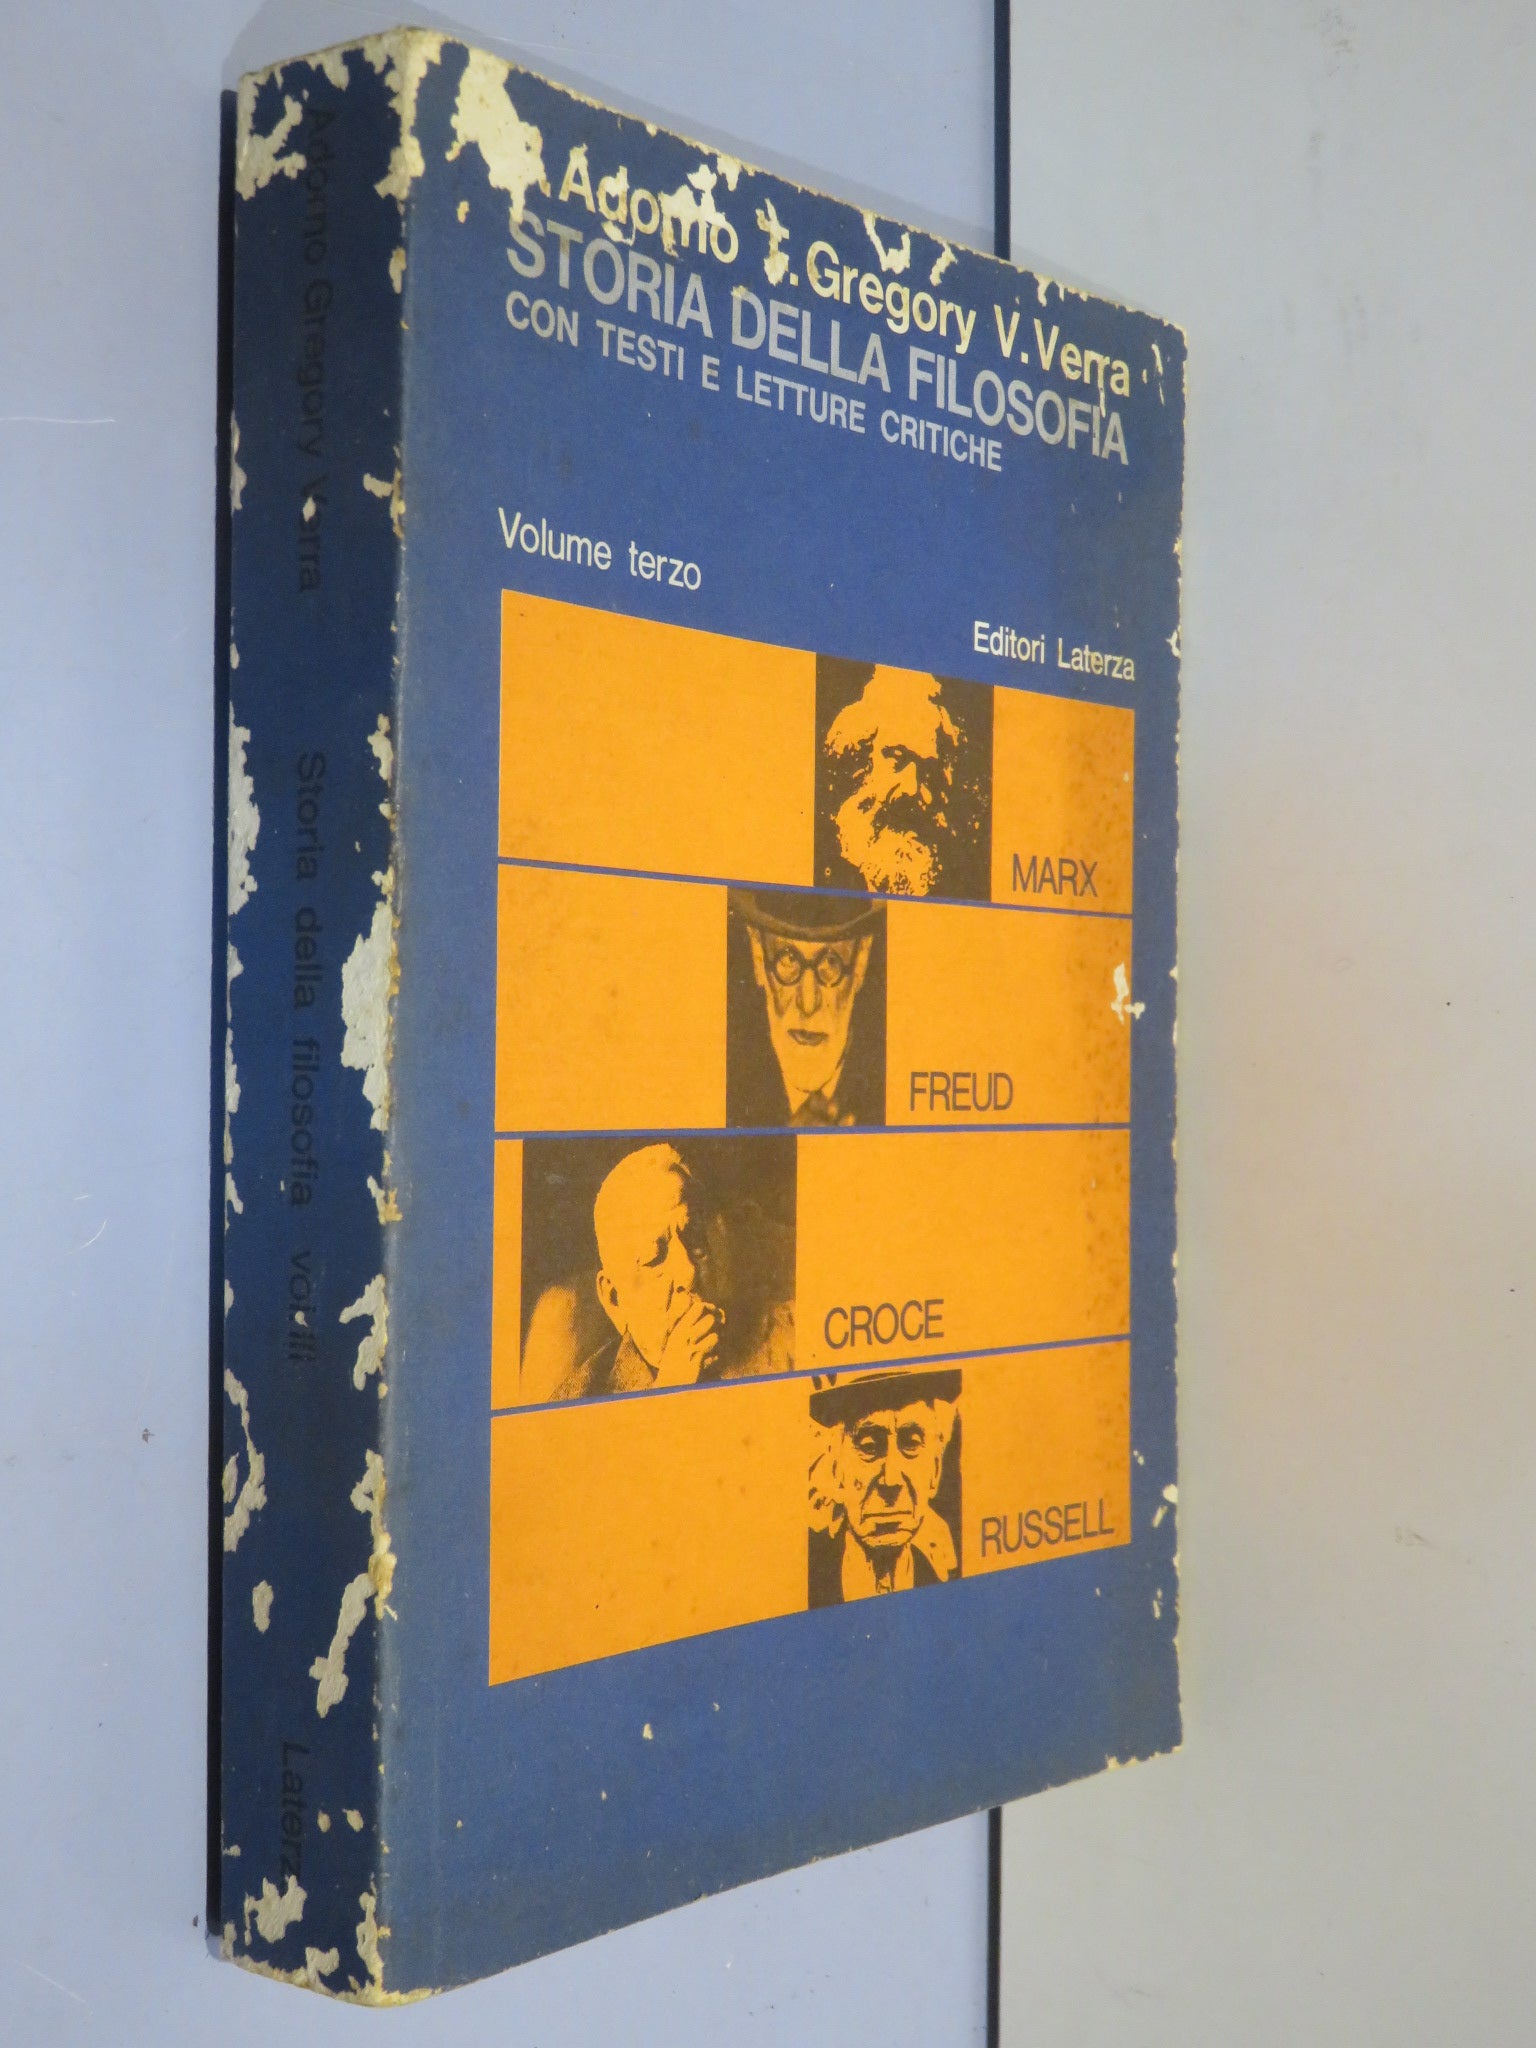 Adorno T. Gregory V. Verra
STORIA DELLA FILOSOFIA
CON TESTI E LETTURE CRITICHE
Volume terzo
Editori Laterza
MARX
FREUD
CROCE
RUSSELL
Adorno Gregory Verra Storia della filosofia vol. III Laterza